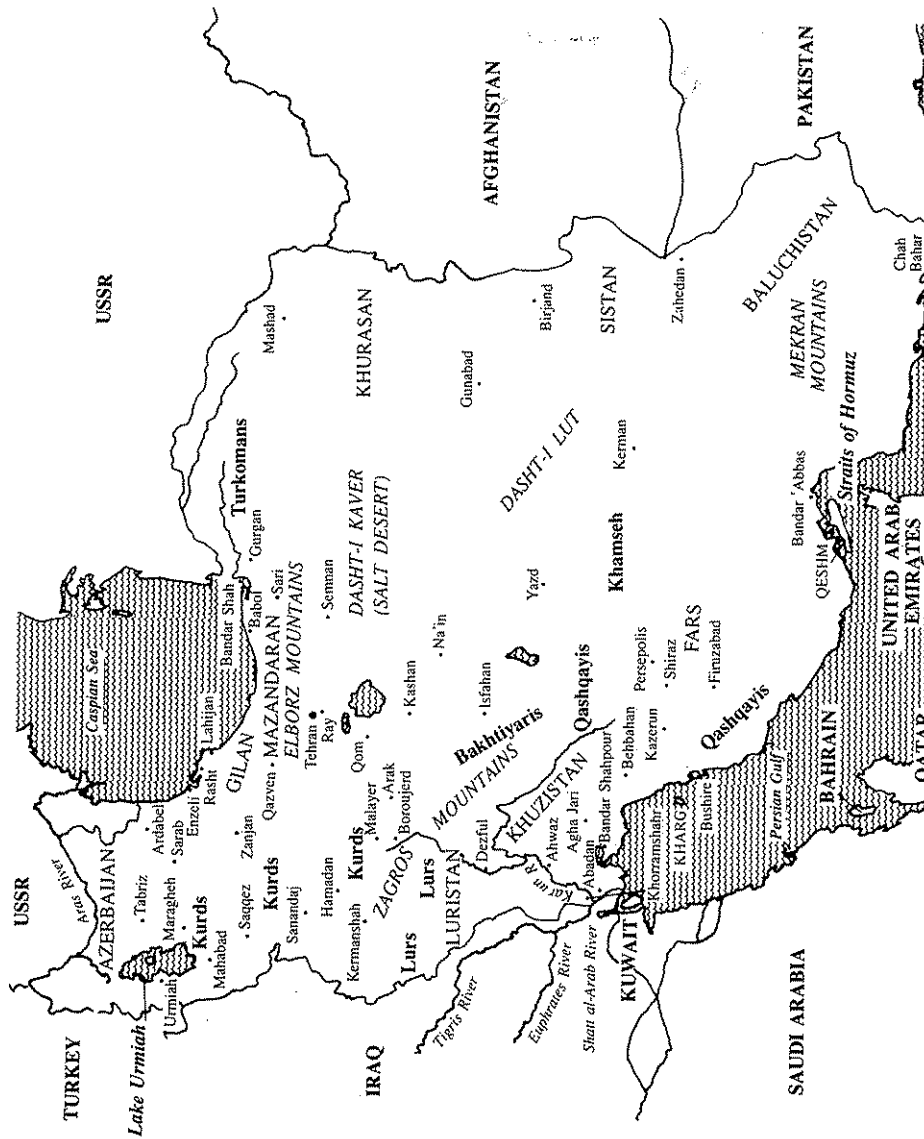 USSR
USSR
TURKEY
Aras River
Caspian Sea
AZERBAIJAN
Lake Urmiah
Urmiah
Tabriz
Maragheh
Ardabel
Sarab
Enzoli
Rasht
Lahijan
Kurds
Mahabad
Saqqez
Zanjan
GILAN
Bandar Shah
Babol
Gurgan
Turkomans
Sari
MAZANDARAN
Qazven
ELBORZ MOUNTAINS
Mashad
Kurds
Sanandaj
Hamadan
Tehran
Ray
Semnan
IRAQ
Kermanshah
Kurds
Malayer
Qom
DASHT-I KAVER
(SALT DESERT)
KHURASAN
AFGHANISTAN
Arak
Boroujerd
Kashan
Na'in
Lurs
Lurs
ZAGROS
MOUNTAINS
LURISTAN
Gunabad
Tigris River
Dezful
Bakhtiyaris
Isfahan
Yazd
DASHT-I LUT
Birjand
Euphrates River
KHUZISTAN
Ahwaz
Agha Jari
Karun R.
Qashqayis
Khamseh
Kerman
SISTAN
Shatt al-Arab River
Abadan
Bandar Shahpour
Behbahan
KUWAIT
Khorramshahr
Kazerun
Persepolis
Shiraz
Zahedan
KHARG
Bushire
Firuzabad
FARS
Qashqayis
PAKISTAN
BALUCHISTAN
SAUDI ARABIA
Persian Gulf
Bandar 'Abbas
MEKRAN
MOUNTAINS
QESHM
Straits of Hormuz
BAHRAIN
QATAR
UNITED ARAB
EMIRATES
Chah
Bahar